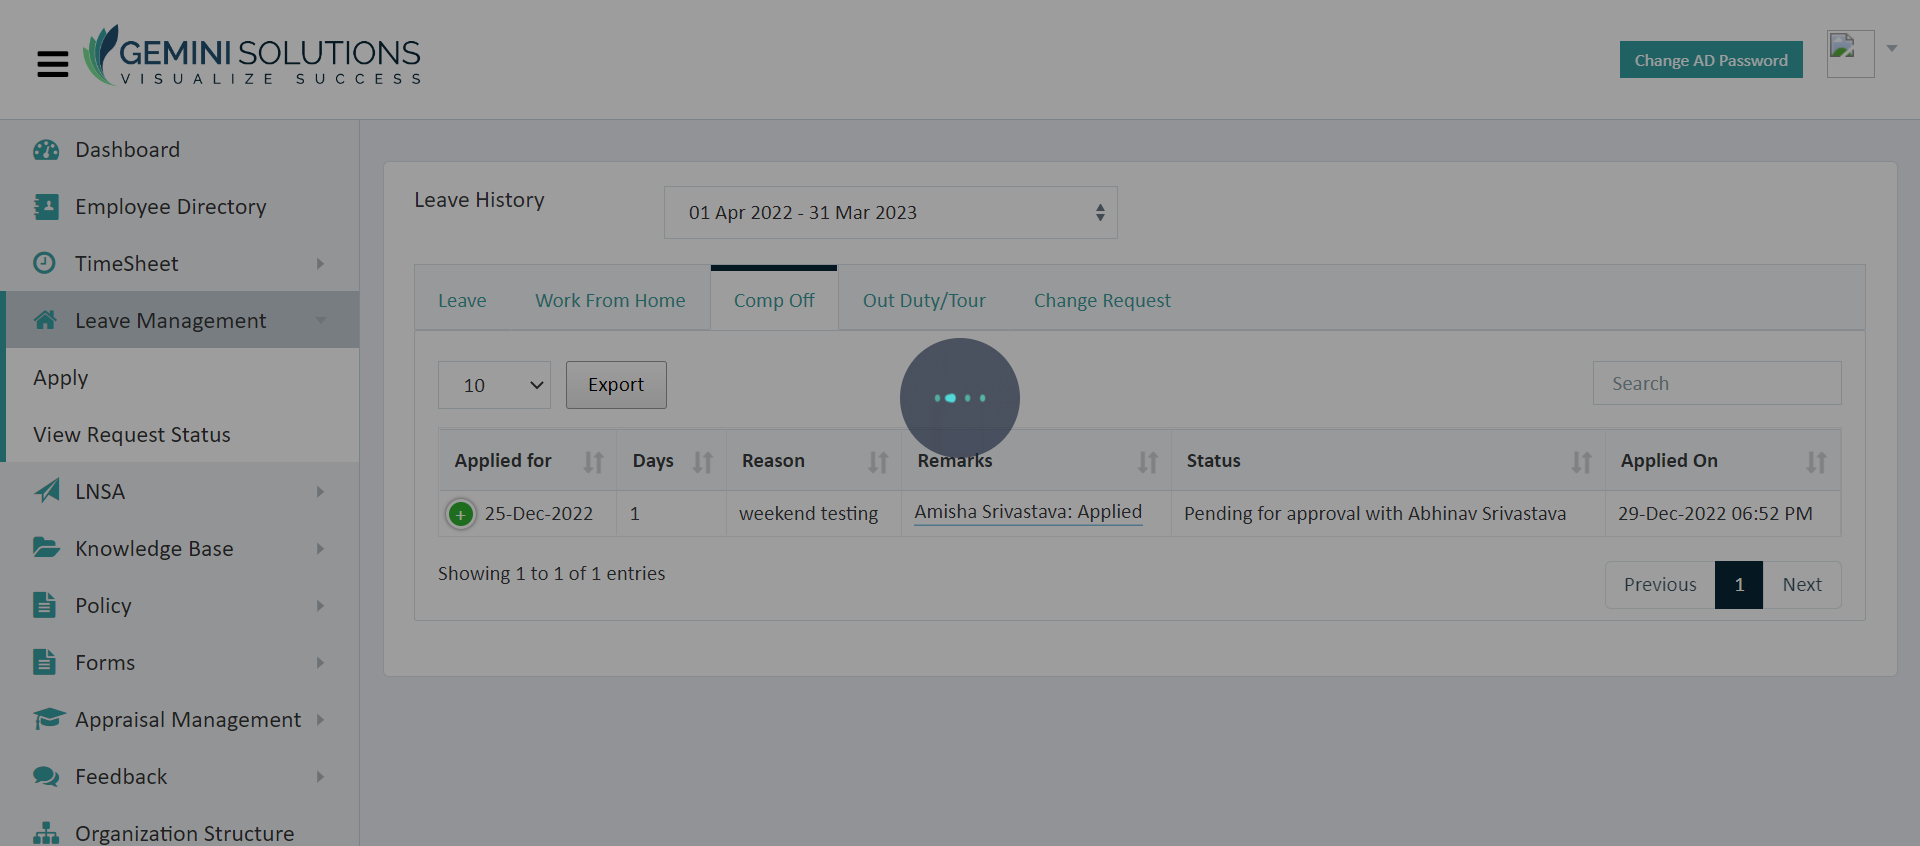 GEMINI SOLUTIONS
VISUALIZE SUCCESS
Change AD Password
Dashboard
Employee Directory
TimeSheet
Leave Management
Apply
View Request Status
LNSA
Knowledge Base
Policy
Forms
Appraisal Management
Feedback
Organization Structure
Leave History
01 Apr 2022 - 31 Mar 2023
Leave Work From Home Comp Off Out Duty/Tour Change Request
10 Export Search
Applied for Days Reason Remarks Status Applied On
25-Dec-2022 1 weekend testing Amisha Srivastava: Applied Pending for approval with Abhinav Srivastava 29-Dec-2022 06:52 PM
Showing 1 to 1 of 1 entries
Previous 1 Next